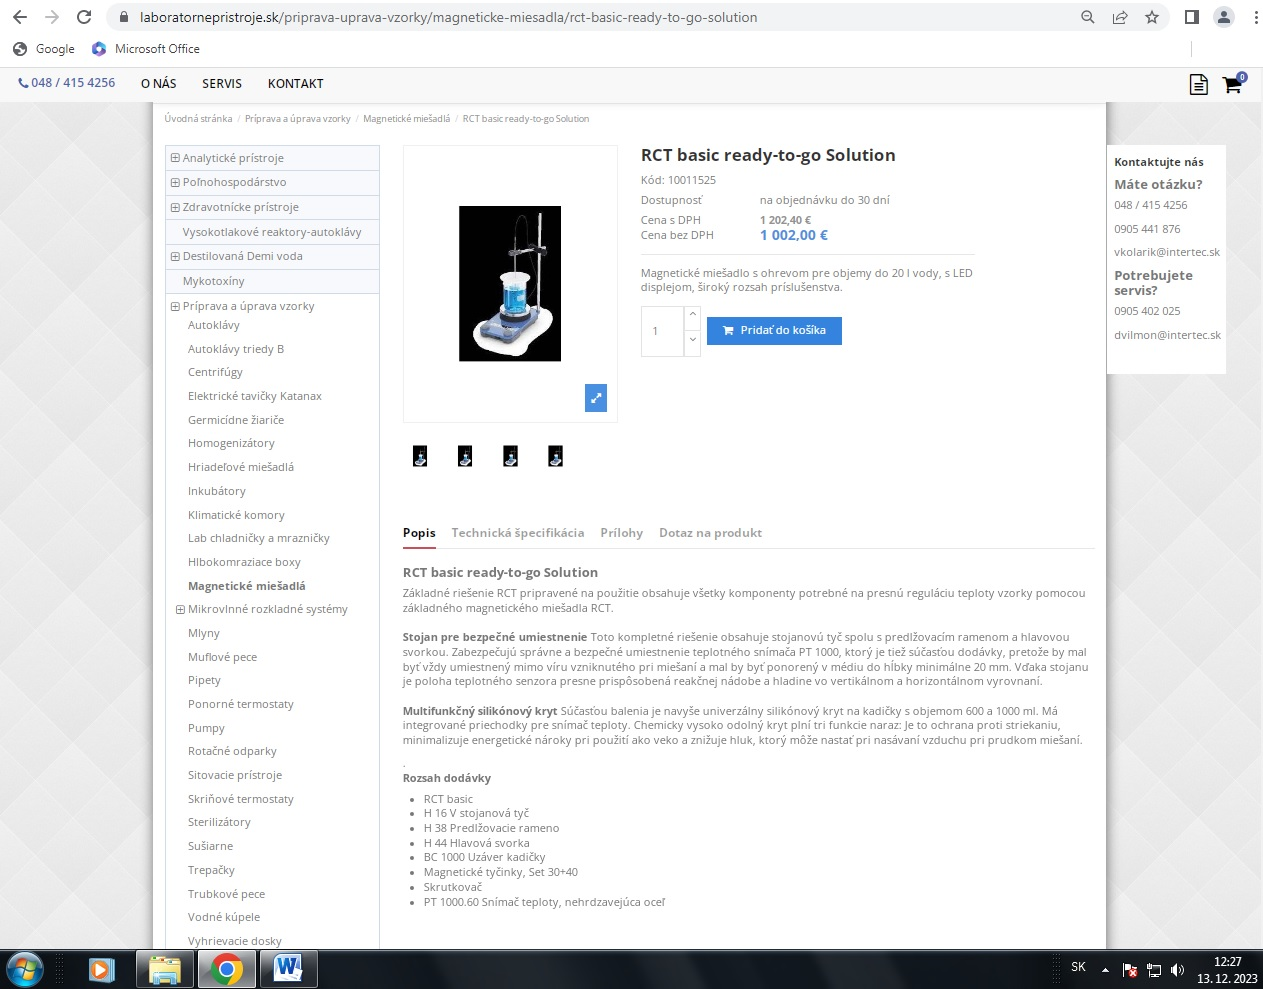 laboratornepristroje.sk/priprava-uprava-vzorky/magneticke-miesadla/rct-basic-ready-to-go-solution
Google
Microsoft Office
048 / 415 4256
O NÁS
SERVIS
KONTAKT
0
Úvodná stránka / Príprava a úprava vzorky / Magnetické miešadlá / RCT basic ready-to-go Solution
Analytické prístroje
Poľnohospodárstvo
Zdravotnícke prístroje
Vysokotlakové reaktory-autoklávy
Destilovaná Demi voda
Mykotoxíny
Príprava a úprava vzorky
Autoklávy
Autoklávy triedy B
Centrifúgy
Elektrické tavičky Katanax
Germicídne žiariče
Homogenizátory
Hriadeľové miešadlá
Inkubátory
Klimatické komory
Lab chladničky a mrazničky
Hlbokomraziace boxy
Magnetické miešadlá
Mikrovlnné rozkladné systémy
Mlyny
Muflové pece
Pipety
Ponorné termostaty
Pumpy
Rotačné odparky
Sitovacie prístroje
Skriňové termostaty
Sterilizátory
Sušiarne
Trepačky
Trubkové pece
Vodné kúpele
Vyhrievacie dosky
RCT basic ready-to-go Solution
Kód: 10011525
Dostupnosť na objednávku do 30 dní
Cena s DPH 1 202,40 €
Cena bez DPH 1 002,00 €
Magnetické miešadlo s ohrevom pre objemy do 20 l vody, s LED
displejom, široký rozsah príslušenstva.
1
Pridať do košíka
Kontaktujte nás
Máte otázku?
048 / 415 4256
0905 441 876
vkolarik@intertec.sk
Potrebujete
servis?
0905 402 025
dvilmon@intertec.sk
Popis
Technická špecifikácia
Prílohy
Dotaz na produkt
RCT basic ready-to-go Solution
Základné riešenie RCT pripravené na použitie obsahuje všetky komponenty potrebné na presnú reguláciu teploty vzorky pomocou
základného magnetického miešadla RCT.
Stojan pre bezpečné umiestnenie Toto kompletné riešenie obsahuje stojanovú tyč spolu s predlžovacím ramenom a hlavovou
svorkou. Zabezpečujú správne a bezpečné umiestnenie teplotného snímača PT 1000, ktorý je tiež súčasťou dodávky, pretože by mal
byť vždy umiestnený mimo víru vzniknutého pri miešaní a mal by byť ponorený v médiu do hĺbky minimálne 20 mm. Vďaka stojanu
je poloha teplotného senzora presne prispôsobená reakčnej nádobe a hladine vo vertikálnom a horizontálnom vyrovnaní.
Multifunkčný silikónový kryt Súčasťou balenia je navyše univerzálny silikónový kryt na kadičky s objemom 600 a 1000 ml. Má
integrované priechodky pre snímač teploty. Chemicky vysoko odolný kryt plní tri funkcie naraz: Je to ochrana proti striekaniu,
minimalizuje energetické nároky pri použití ako veko a znižuje hluk, ktorý môže nastať pri nasávaní vzduchu pri prudkom miešaní.
.
Rozsah dodávky
RCT basic
H 16 V stojanová tyč
H 38 Predlžovacie rameno
H 44 Hlavová svorka
BC 1000 Uzáver kadičky
Magnetické tyčinky, Set 30+40
Skrutkovač
PT 1000.60 Snímač teploty, nehrdzavejúca oceľ
SK
12:27
13. 12. 2023